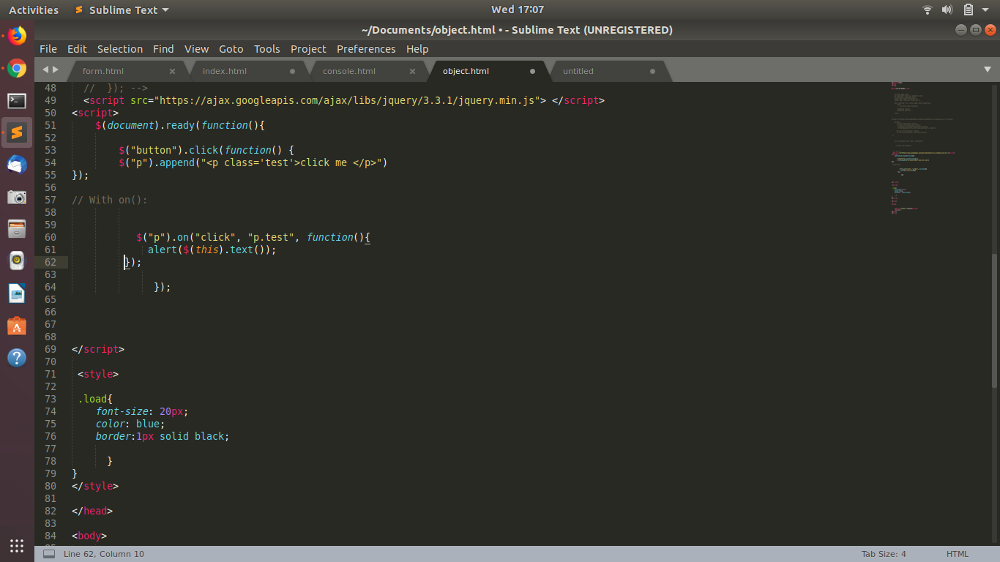 Activities Sublime Text Wed 17:07
~/Documents/object.html • - Sublime Text (UNREGISTERED)
File Edit Selection Find View Goto Tools Project Preferences Help
form.html index.html console.html object.html untitled
48 // }); -->
49 <script src="https://ajax.googleapis.com/ajax/libs/jquery/3.3.1/jquery.min.js"> </script>
50 <script>
51 $(document).ready(function(){
52
53 $("button").click(function() {
54 $("p").append("<p class='test'>click me </p>")
55 });
56
57 // With on():
58
59
60 $("p").on("click", "p.test", function(){
61 alert($(this).text());
62 });
63
64 });
65
66
67
68
69 </script>
70
71 <style>
72
73 .load{
74 font-size: 20px;
75 color: blue;
76 border:1px solid black;
77
78 }
79 }
80 </style>
81
82 </head>
83
84 <body>
Line 62, Column 10 Tab Size: 4 HTML